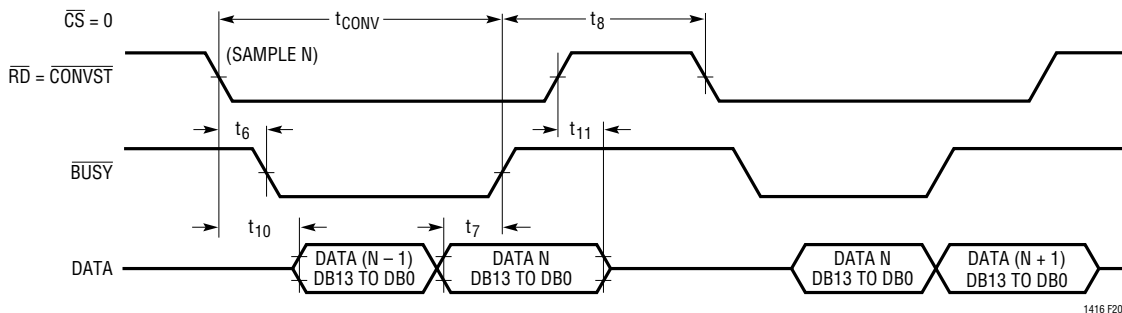 CS = 0
tCONV
t8
(SAMPLE N)
RD = CONVST
t6
t11
BUSY
t10
t7
DATA
DATA (N – 1)
DB13 TO DB0
DATA N
DB13 TO DB0
DATA N
DB13 TO DB0
DATA (N + 1)
DB13 TO DB0
1416 F20